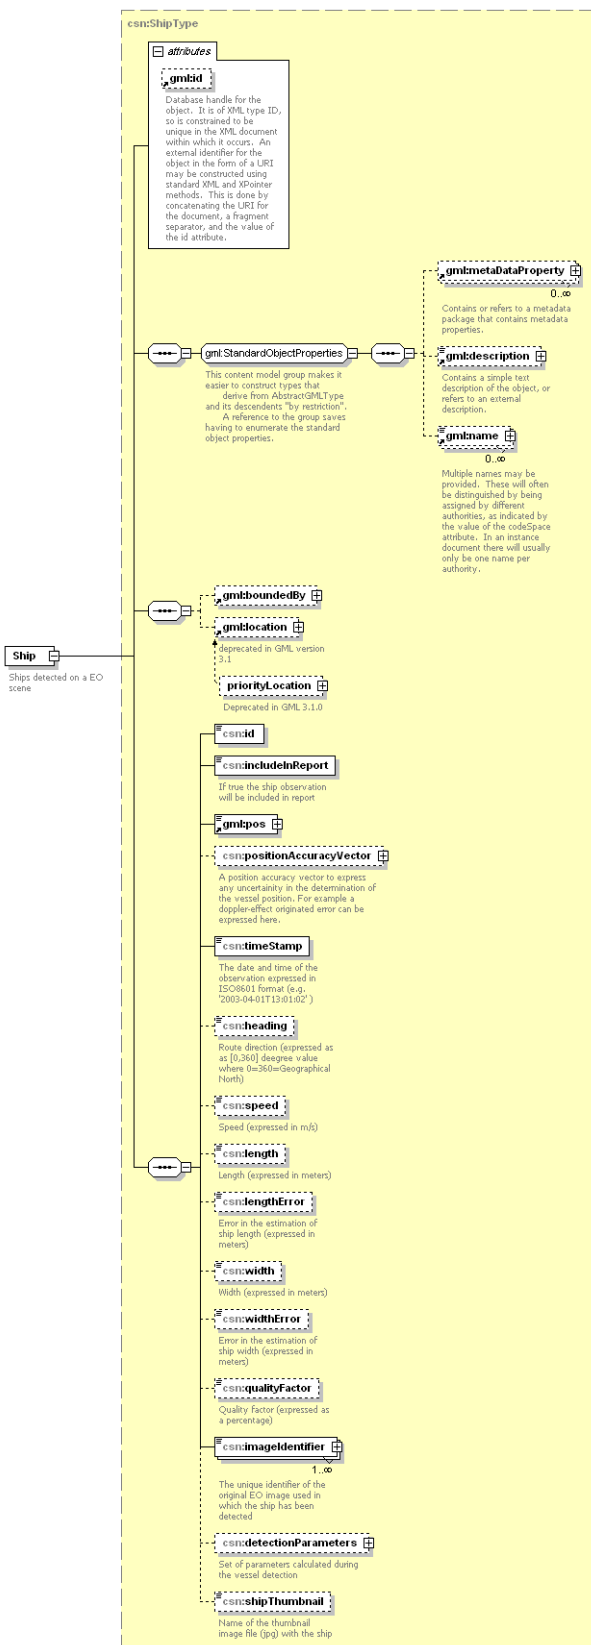 csn:ShipType
attributes
gml:id
Database handle for the
object.  It is of XML type ID,
so is constrained to be
unique in the XML document
within which it occurs.  An
external identifier for the
object in the form of a URI
may be constructed using
standard XML and XPointer
methods.  This is done by
concatenating the URI for
the document, a fragment
separator, and the value of
the id attribute.
gml:StandardObjectProperties
This content model group makes it
easier to construct types that
derive from AbstractGMLType
and its descendents "by restriction".
A reference to the group saves
having to enumerate the standard
object properties.
gml:metaDataProperty
0..∞
Contains or refers to a metadata
package that contains metadata
properties.
gml:description
Contains a simple text
description of the object, or
refers to an external
description.
gml:name
0..∞
Multiple names may be
provided.  These will often
be distinguished by being
assigned by different
authorities, as indicated by
the value of the codeSpace
attribute.  In an instance
document there will usually
only be one name per
authority.
Ship
Ships detected on a EO
scene
gml:boundedBy
gml:location
deprecated in GML version
3.1
priorityLocation
Deprecated in GML 3.1.0
csn:id
csn:includeInReport
If true the ship observation
will be included in report
gml:pos
csn:positionAccuracyVector
A position accuracy vector to express
any uncertainity in the determination of
the vessel position. For example a
doppler-effect originated error can be
expressed here.
csn:timeStamp
The date and time of the
observation expressed in
ISO8601 format (e.g.
'2003-04-01T13:01:02' )
csn:heading
Route direction (expressed as
as [0,360] deegree value
where 0=360=Geographical
North)
csn:speed
Speed (expressed in m/s)
csn:length
Length (expressed in meters)
csn:lengthError
Error in the estimation of
ship length (expressed in
meters)
csn:width
Width (expressed in meters)
csn:widthError
Error in the estimation of
ship width (expressed in
meters)
csn:qualityFactor
Quality factor (expressed as
a percentage)
csn:imageIdentifier
1..∞
The unique identifier of the
original EO image used in
which the ship has been
detected
csn:detectionParameters
Set of parameters calculated during
the vessel detection
csn:shipThumbnail
Name of the thumbnail
image file (jpg) with the ship